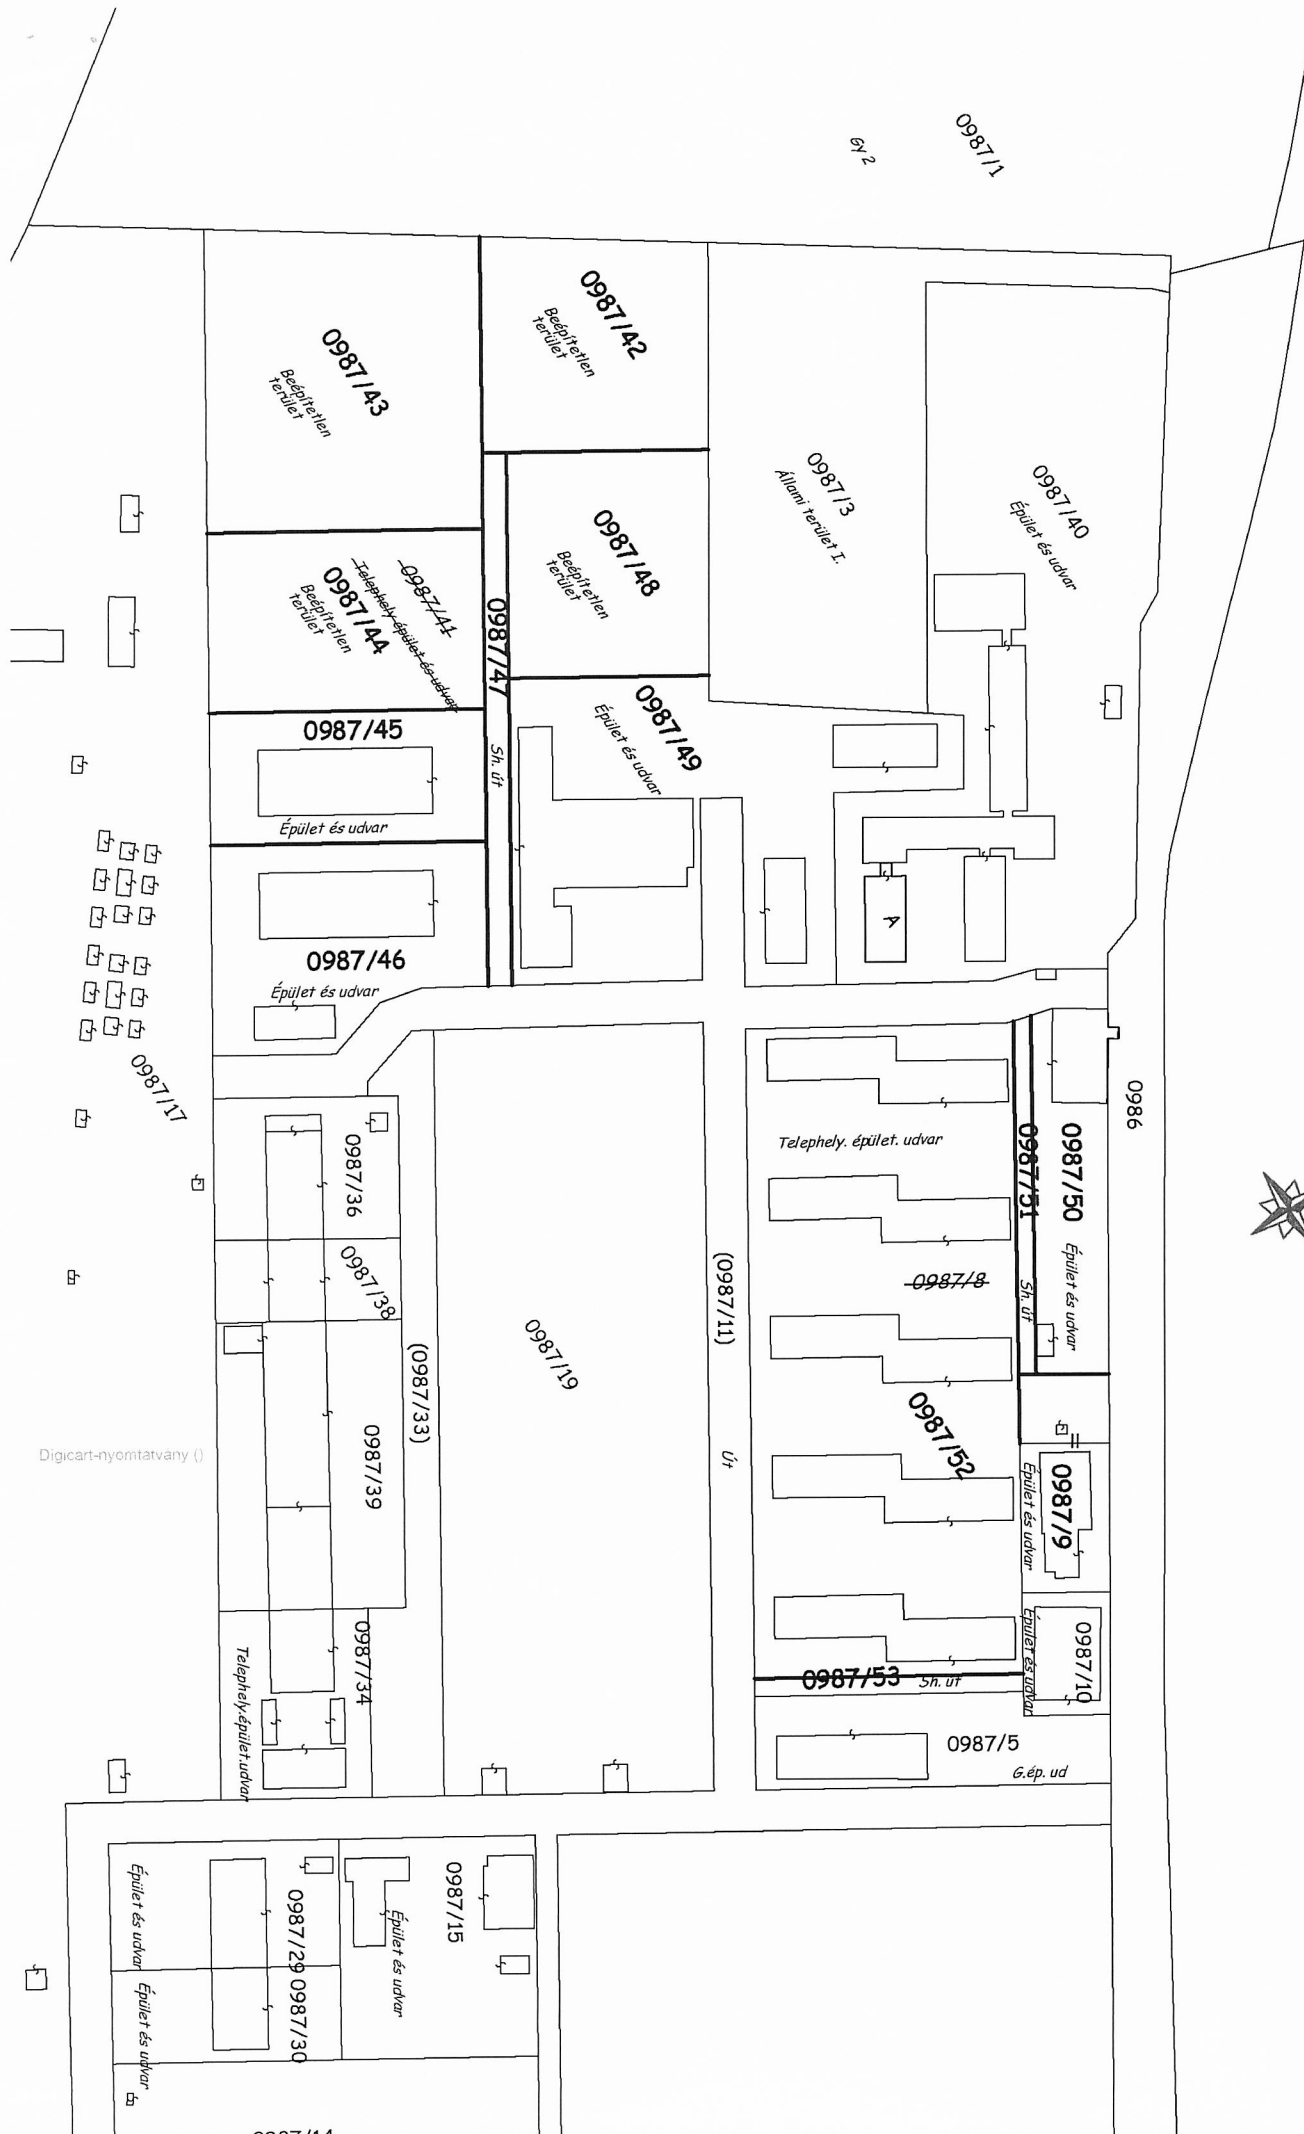 0987/1
Gy 2
0987/42
Beépítetlen
terület
0987/43
Beépítetlen
terület
0987/3
Állami terület I.
0987/40
Épület és udvar
0987/48
Beépítetlen
terület
0987/41
Telephely épület és udvar
0987/44
Beépítetlen
terület
0987/47
Sh. út
0987/49
Épület és udvar
0987/45
Épület és udvar
A
0987/46
Épület és udvar
0987/17
0986
0987/50
Épület és udvar
0987/51
Sh. út
Telephely. épület. udvar
0987/36
0987/38
(0987/11)
Út
0987/8
0987/19
(0987/33)
0987/39
0987/52
Digicart-nyomtatvány ()
0987/9
Épület és udvar
0987/10
Épület és udvar
0987/34
Telephely.épület.udvar
0987/53
Sh. út
0987/5
G.ép. ud
0987/15
Épület és udvar
0987/29
Épület és udvar
0987/30
Épület és udvar